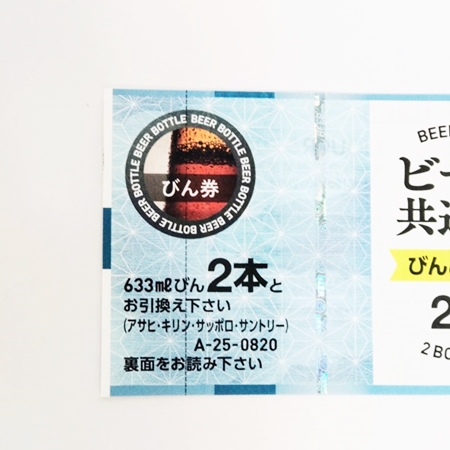 BEER BOTTLE BEER BOTTLE BEER BOTTLE BEER BOTTLE
びん券
633mℓびん2本と
お引換え下さい
(アサヒ・キリン・サッポロ・サントリー)
A-25-0820
裏面をお読み下さい
BEER
ビー
共通
びん
2
2 BO